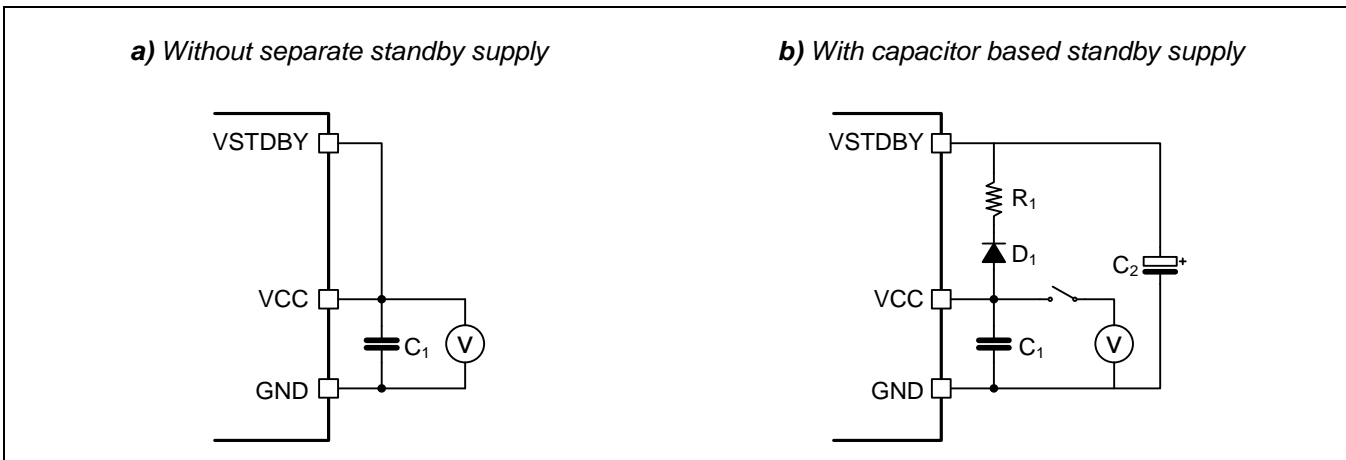 a) Without separate standby supply
VSTDBY
VCC
C1
V
GND
b) With capacitor based standby supply
VSTDBY
R1
D1
C2
+
VCC
C1
V
GND